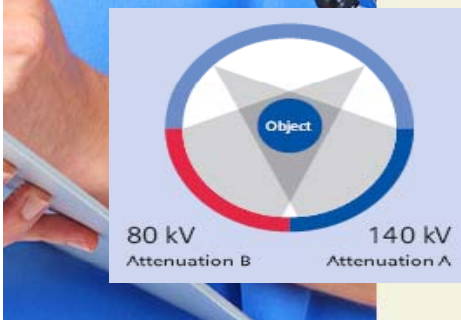 Object
80 kV
Attenuation B
140 kV
Attenuation A